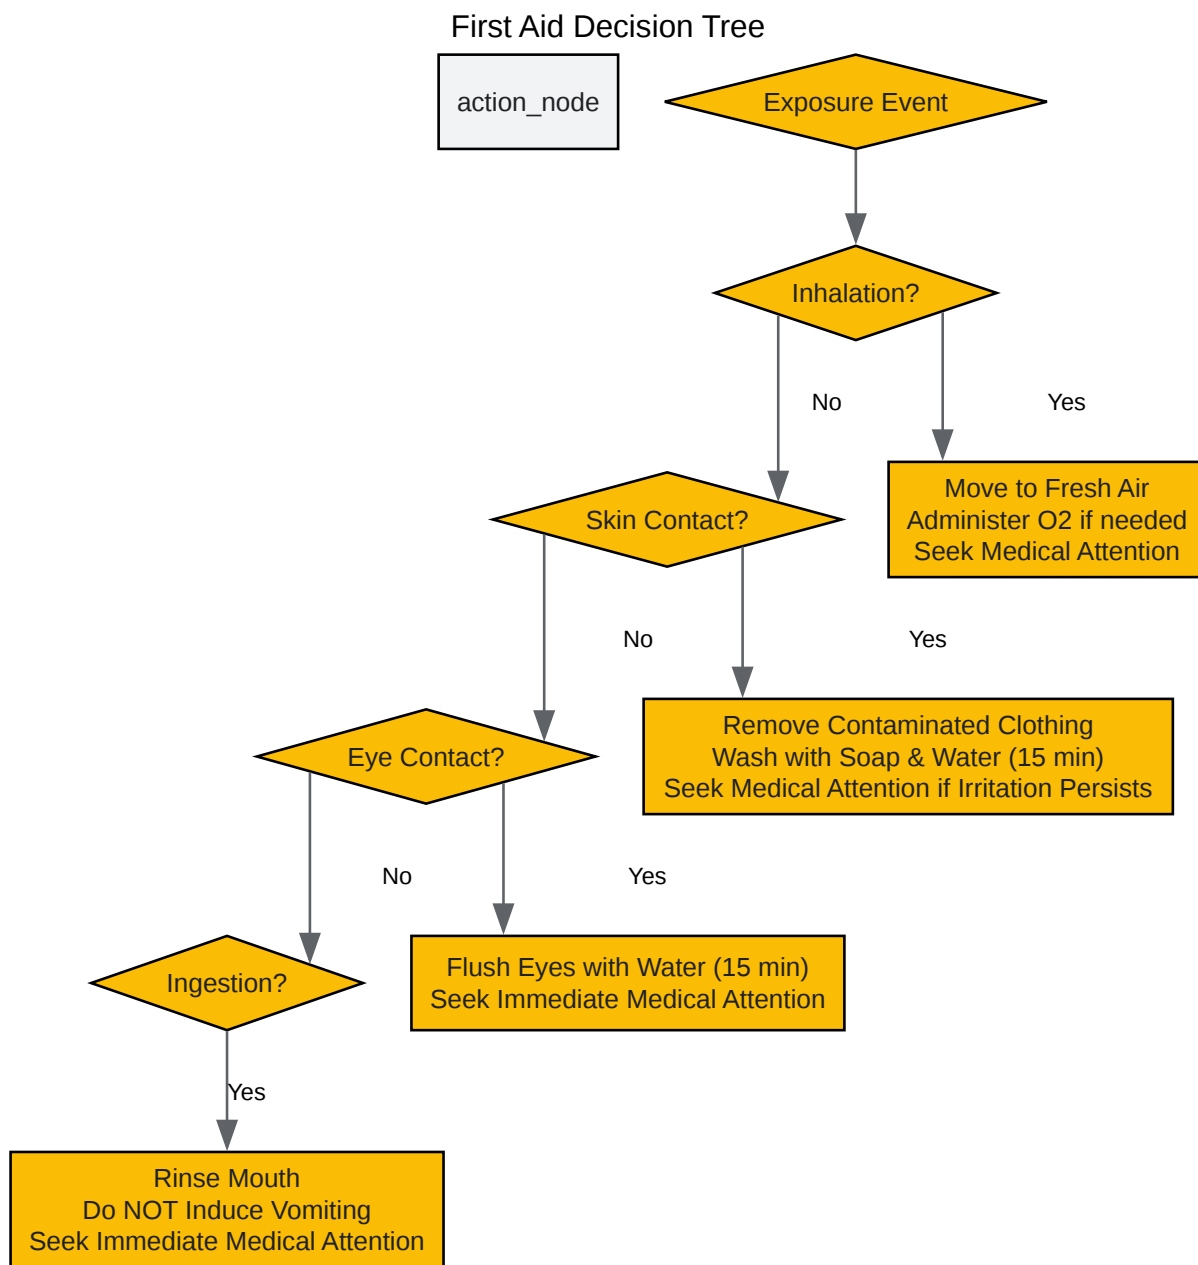 First Aid Decision Tree
action_node
Exposure Event
Inhalation?
No
Yes
Move to Fresh Air
Administer O2 if needed
Seek Medical Attention
Skin Contact?
No
Yes
Remove Contaminated Clothing
Wash with Soap & Water (15 min)
Seek Medical Attention if Irritation Persists
Eye Contact?
No
Yes
Flush Eyes with Water (15 min)
Seek Immediate Medical Attention
Ingestion?
Yes
Rinse Mouth
Do NOT Induce Vomiting
Seek Immediate Medical Attention